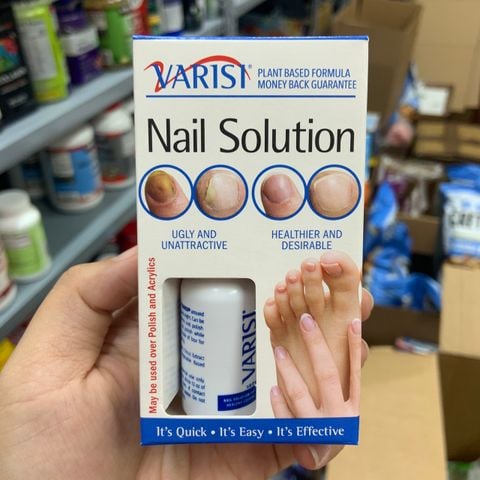 VARISI
PLANT BASED FORMULA
MONEY BACK GUARANTEE
Nail Solution
UGLY AND
UNATTRACTIVE
HEALTHIER AND
DESIRABLE
May be used over Polish and Acrylics
VARISI
It's Quick • It's Easy • It's Effective